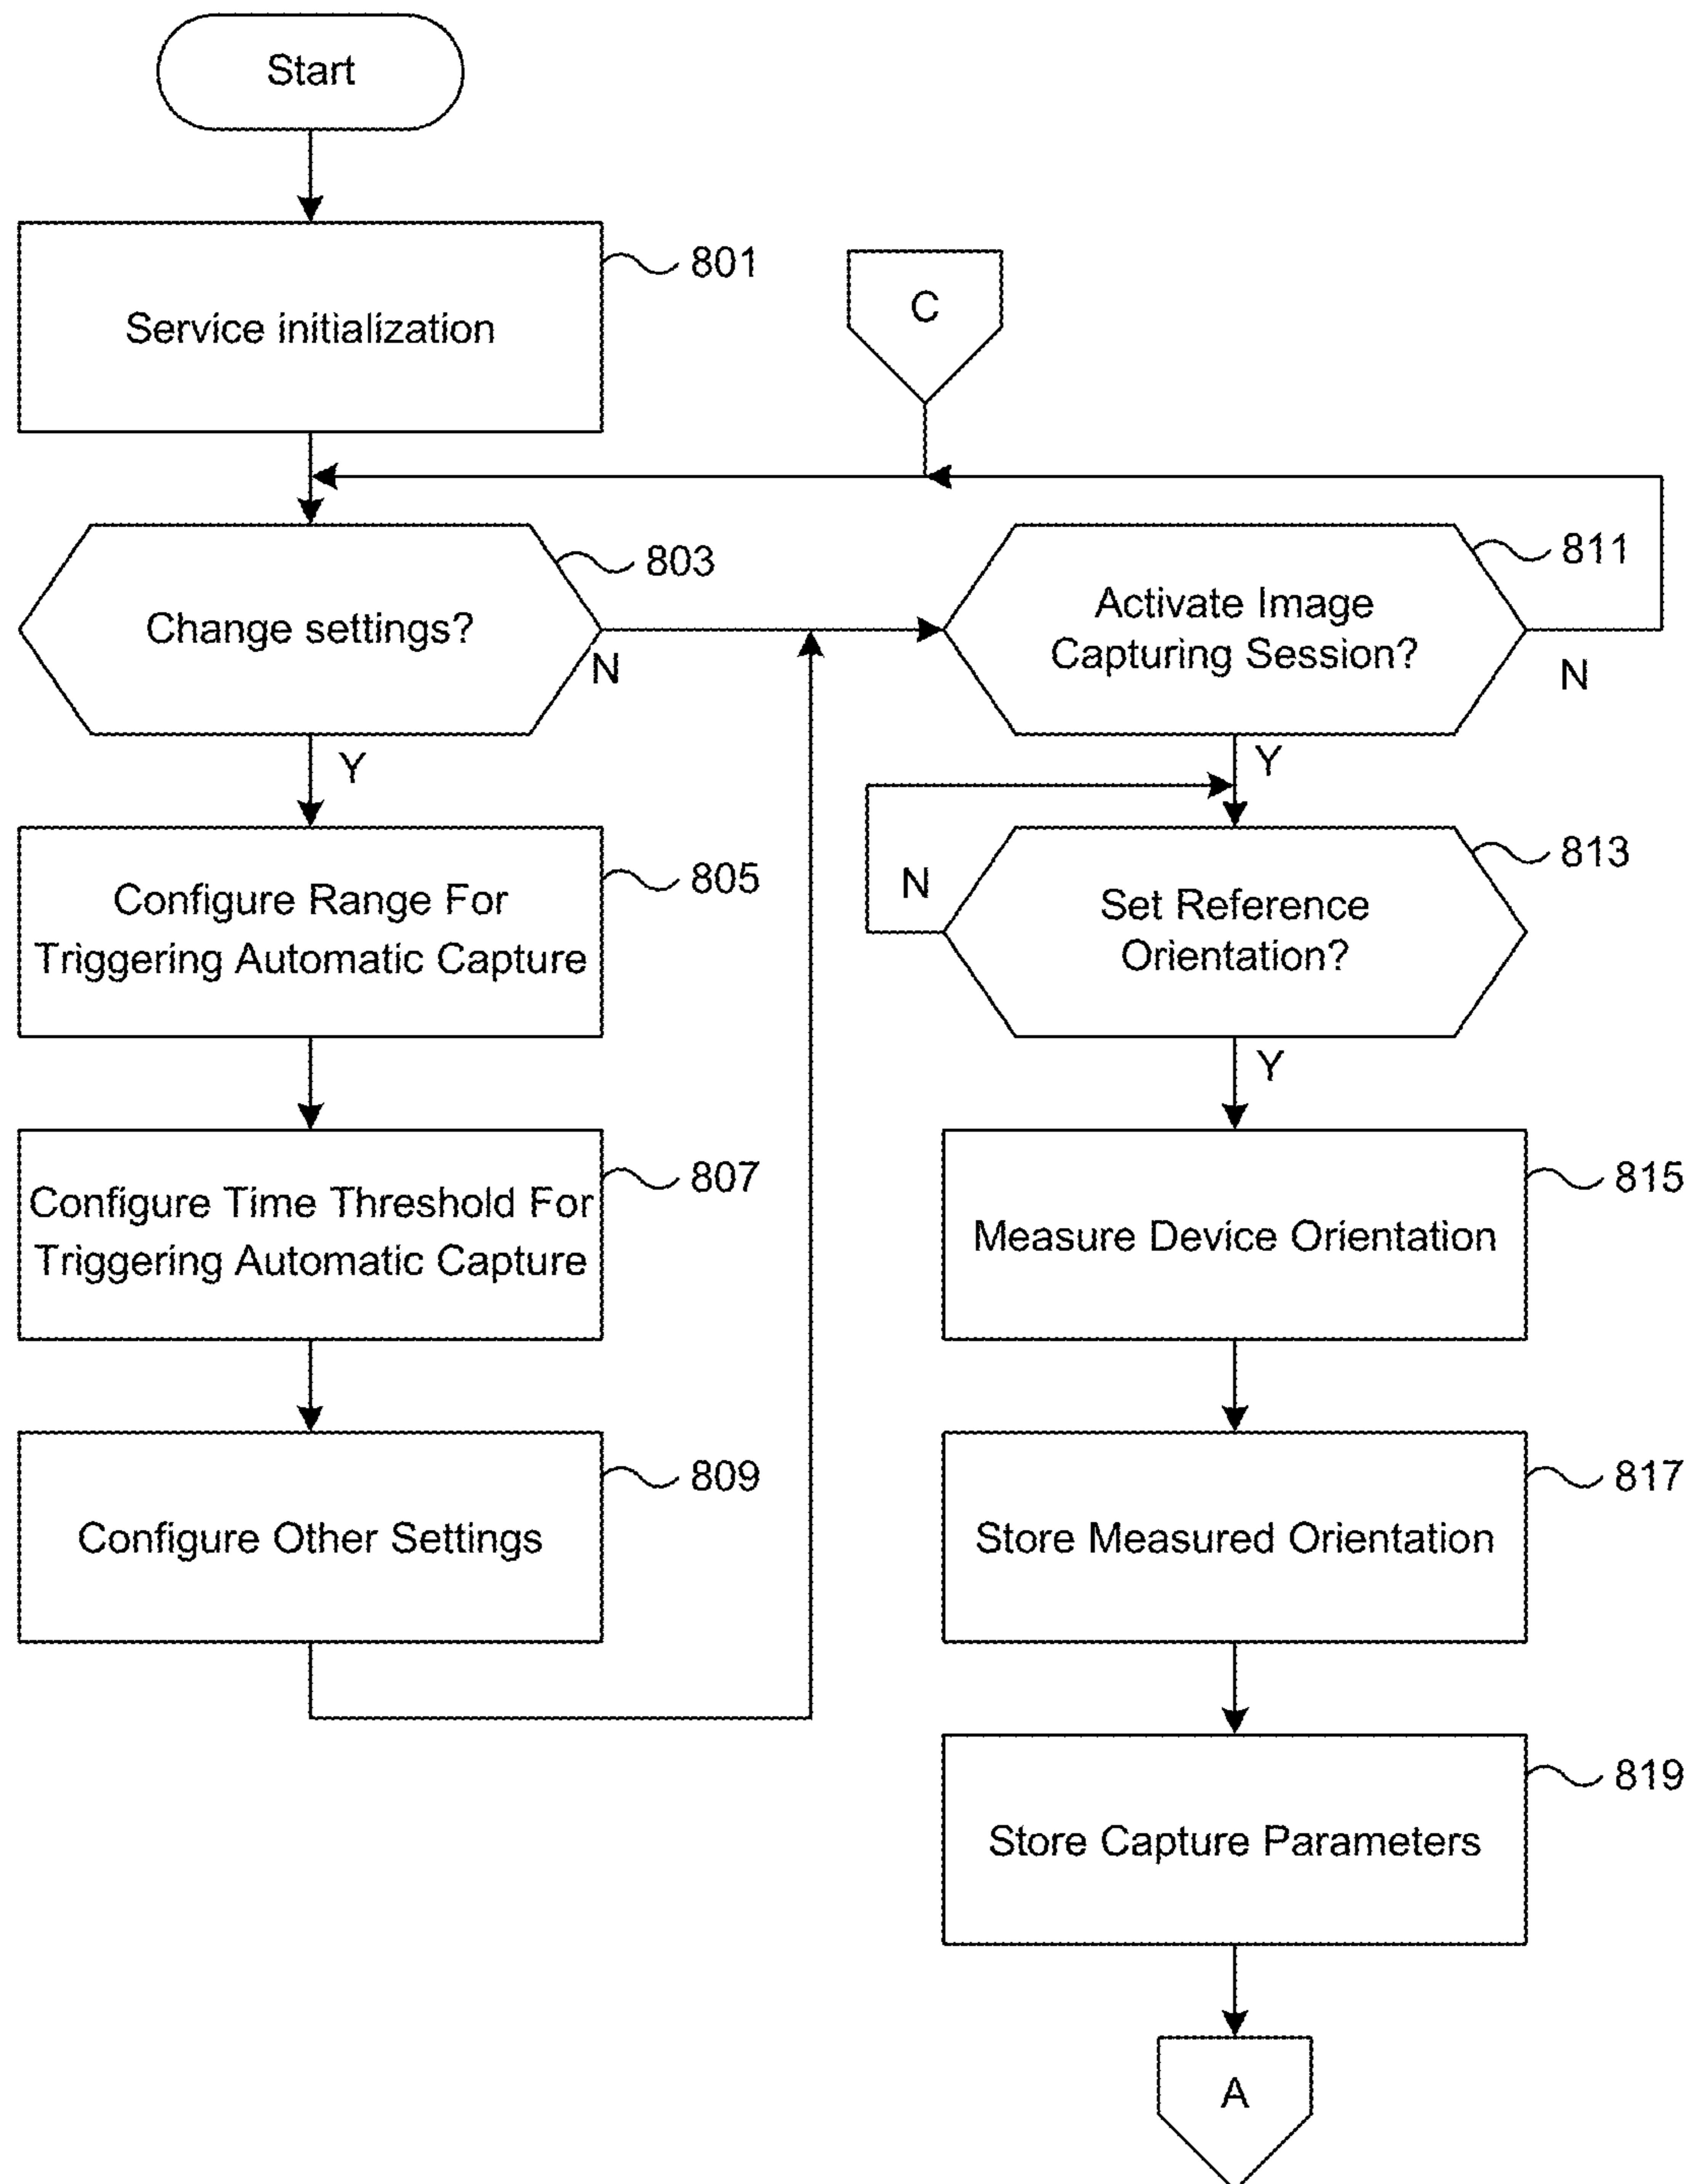 Start
801
Service initialization
C
803
Change settings?
N
Y
805
Configure Range For
Triggering Automatic Capture
807
Configure Time Threshold For
Triggering Automatic Capture
809
Configure Other Settings
811
Activate Image
Capturing Session?
N
Y
813
N
Set Reference
Orientation?
Y
815
Measure Device Orientation
817
Store Measured Orientation
819
Store Capture Parameters
A